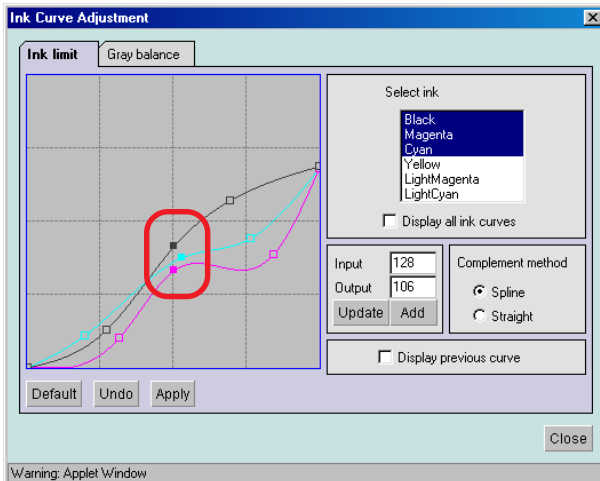 Ink Curve Adjustment
Ink limit
Gray balance
Select ink
Black
Magenta
Cyan
Yellow
LightMagenta
LightCyan
Display all ink curves
Input 128
Output 106
Update Add
Complement method
Spline
Straight
Display previous curve
Default Undo Apply
Close
Warning: Applet Window